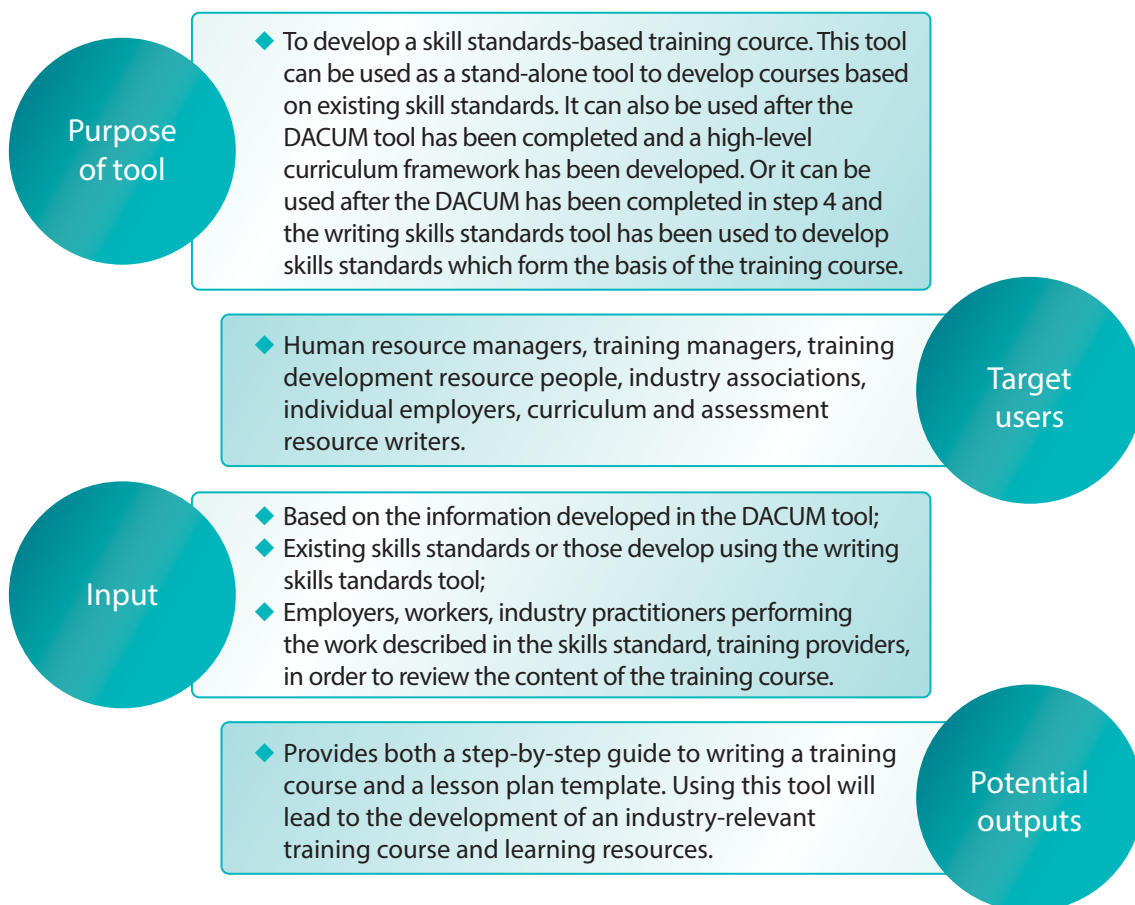 Purpose
of tool
◆ To develop a skill standards-based training cource. This tool
can be used as a stand-alone tool to develop courses based
on existing skill standards. It can also be used after the
DACUM tool has been completed and a high-level
curriculum framework has been developed. Or it can be
used after the DACUM has been completed in step 4 and
the writing skills standards tool has been used to develop
skills standards which form the basis of the training course.
◆ Human resource managers, training managers, training
development resource people, industry associations,
individual employers, curriculum and assessment
resource writers.
Target
users
Input
◆ Based on the information developed in the DACUM tool;
◆ Existing skills standards or those develop using the writing
skills tandards tool;
◆ Employers, workers, industry practitioners performing
the work described in the skills standard, training providers,
in order to review the content of the training course.
◆ Provides both a step-by-step guide to writing a training
course and a lesson plan template. Using this tool will
lead to the development of an industry-relevant
training course and learning resources.
Potential
outputs